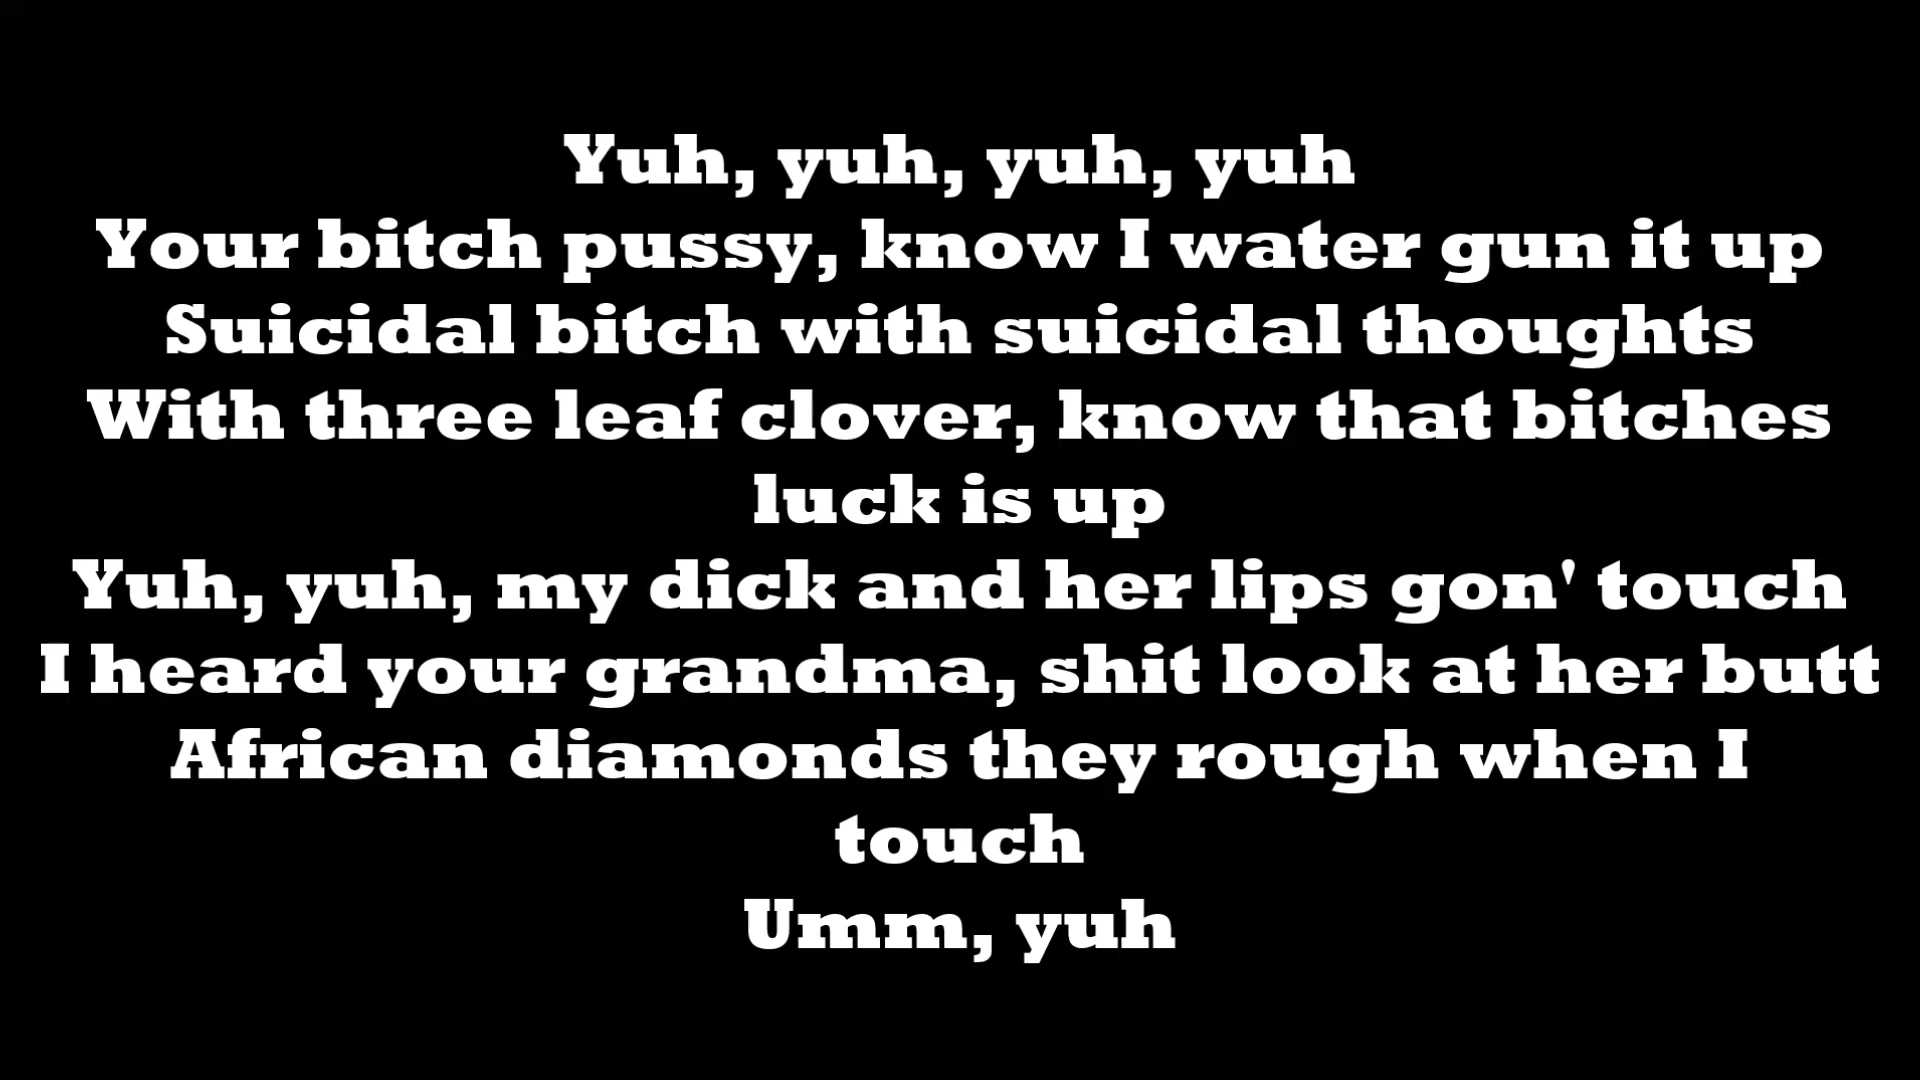 Yuh, yuh, yuh, yuh
Your bitch pussy, know I water gun it up
Suicidal bitch with suicidal thoughts
With three leaf clover, know that bitches
luck is up
Yuh, yuh, my dick and her lips gon' touch
I heard your grandma, shit look at her butt
African diamonds they rough when I
touch
Umm, yuh